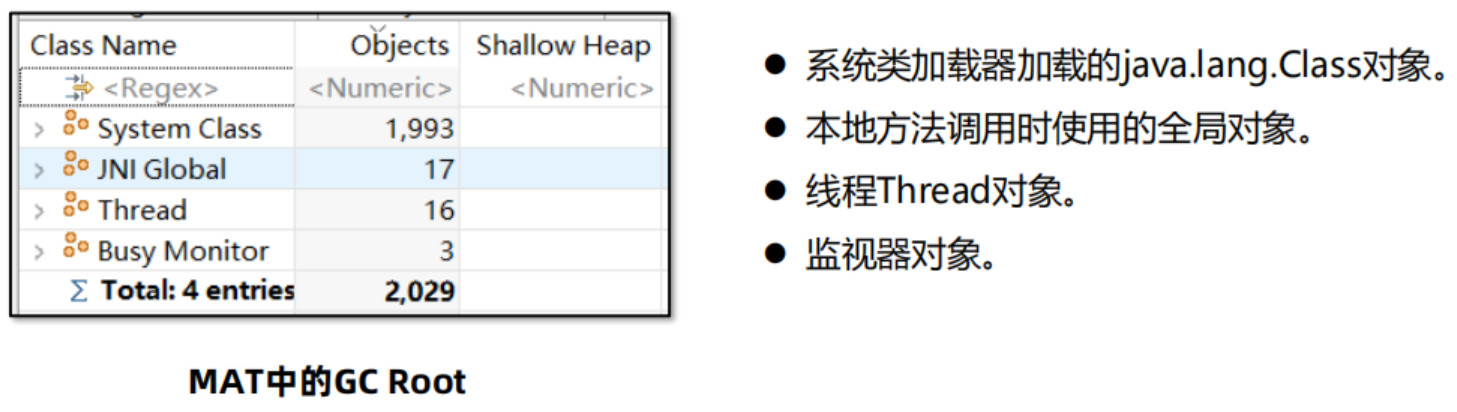 Class Name Objects Shallow Heap
<Regex> <Numeric> <Numeric>
System Class 1,993
JNI Global 17
Thread 16
Busy Monitor 3
Σ Total: 4 entries 2,029
MAT中的GC Root
● 系统类加载器加载的java.lang.Class对象。
● 本地方法调用时使用的全局对象。
● 线程Thread对象。
● 监视器对象。